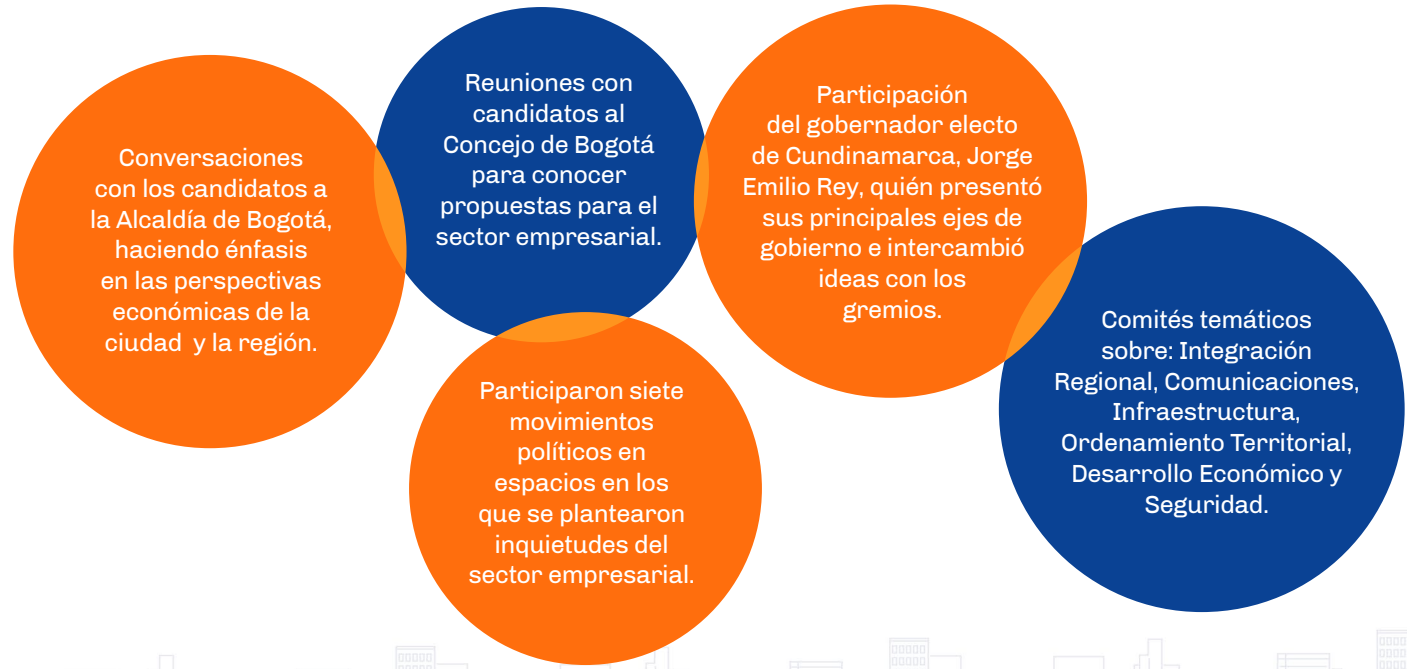 Conversaciones
con los candidatos a
la Alcaldía de Bogotá,
haciendo énfasis
en las perspectivas
económicas de la
ciudad y la región.
Reuniones con
candidatos al
Concejo de Bogotá
para conocer
propuestas para el
sector empresarial.
Participaron siete
movimientos
políticos en
espacios en los
que se plantearon
inquietudes del
sector empresarial.
Participación
del gobernador electo
de Cundinamarca, Jorge
Emilio Rey, quién presentó
sus principales ejes de
gobierno e intercambió
ideas con los
gremios.
Comités temáticos
sobre: Integración
Regional, Comunicaciones,
Infraestructura,
Ordenamiento Territorial,
Desarrollo Económico y
Seguridad.